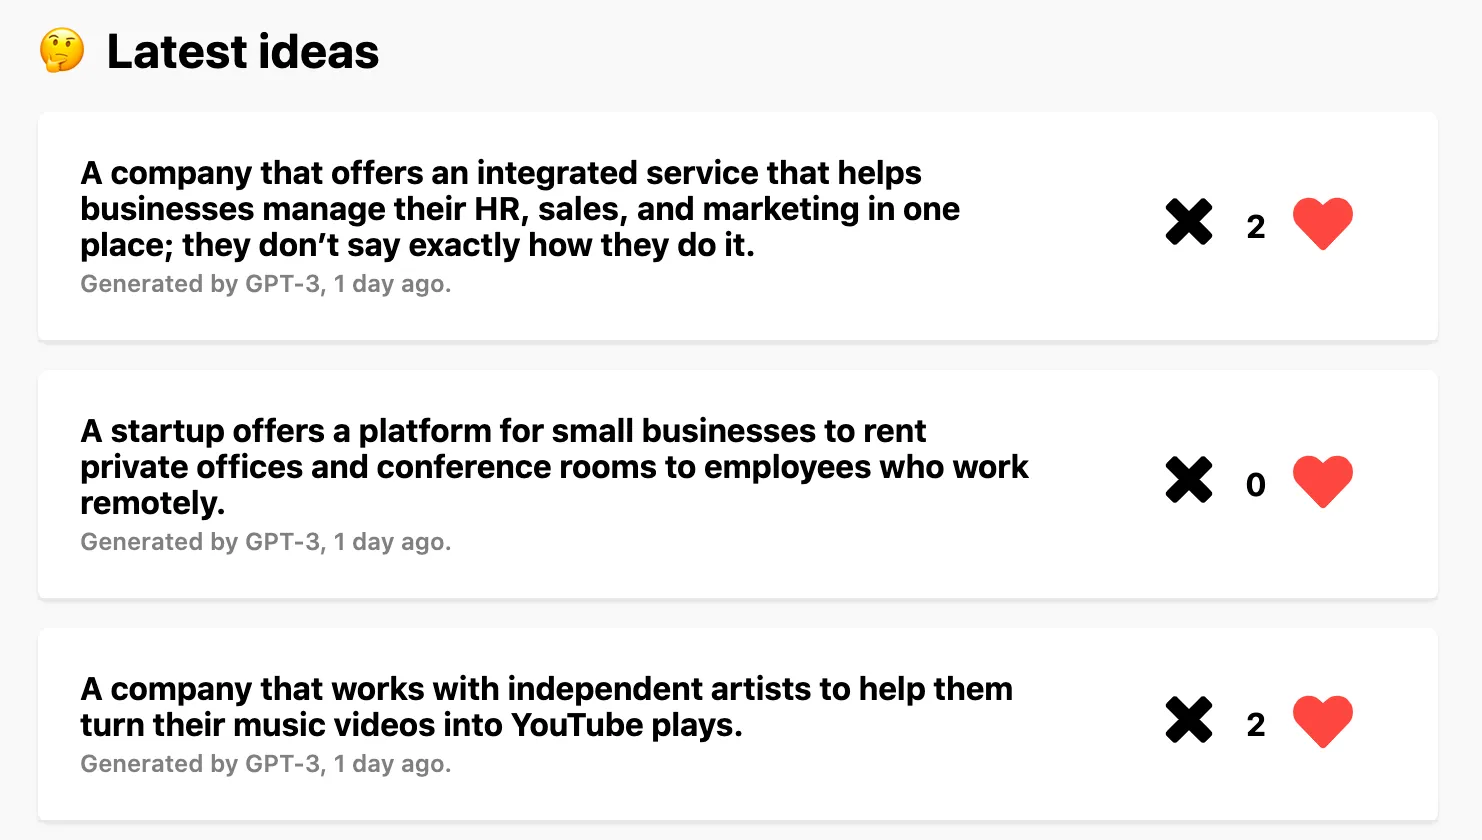 🤔 Latest ideas
A company that offers an integrated service that helps
businesses manage their HR, sales, and marketing in one
place; they don’t say exactly how they do it.
Generated by GPT-3, 1 day ago.
2
A startup offers a platform for small businesses to rent
private offices and conference rooms to employees who work
remotely.
Generated by GPT-3, 1 day ago.
0
A company that works with independent artists to help them
turn their music videos into YouTube plays.
Generated by GPT-3, 1 day ago.
2